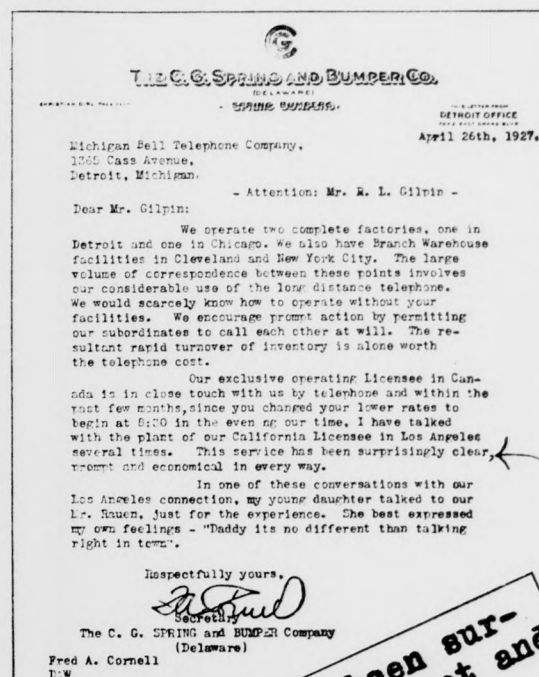 THE C. G. SPRING AND BUMPER CO.
(DELAWARE)
- SPRING BUMPERS -
THIS LETTER FROM
DETROIT OFFICE
April 26th, 1927.
Michigan Bell Telephone Company,
1365 Cass Avenue,
Detroit, Michigan.
- Attention: Mr. R. L. Gilpin -
Dear Mr. Gilpin:
We operate two complete factories, one in
Detroit and one in Chicago. We also have Branch Warehouse
facilities in Cleveland and New York City. The large
volume of correspondence between these points involves
our considerable use of the long distance telephone.
We would scarcely know how to operate without your
facilities. We encourage prompt action by permitting
our subordinates to call each other at will. The re-
sultant rapid turnover of inventory is alone worth
the telephone cost.
Our exclusive operating Licensee in Can-
ada is in close touch with us by telephone and within the
past few months,since you changed your lower rates to
begin at 8:30 in the even ng our time, I have talked
with the plant of our California Licensee in Los Angeles
several times. This service has been surprisingly clear,
prompt and economical in every way.
In one of these conversations with our
Los Angeles connection, my young daughter talked to our
Mr. Rauen, just for the experience. She best expressed
my own feelings - "Daddy its no different than talking
right in town".
Respectfully yours,
Secretary
The C. G. SPRING and BUMPER Company
(Delaware)
Fred A. Cornell
een sur-
t and